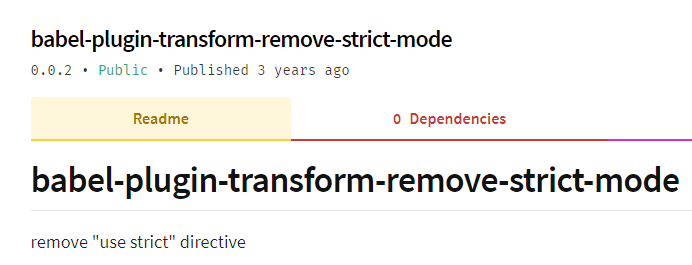 babel-plugin-transform-remove-strict-mode
0.0.2 • Public • Published 3 years ago
Readme
0 Dependencies
babel-plugin-transform-remove-strict-mode
remove "use strict" directive